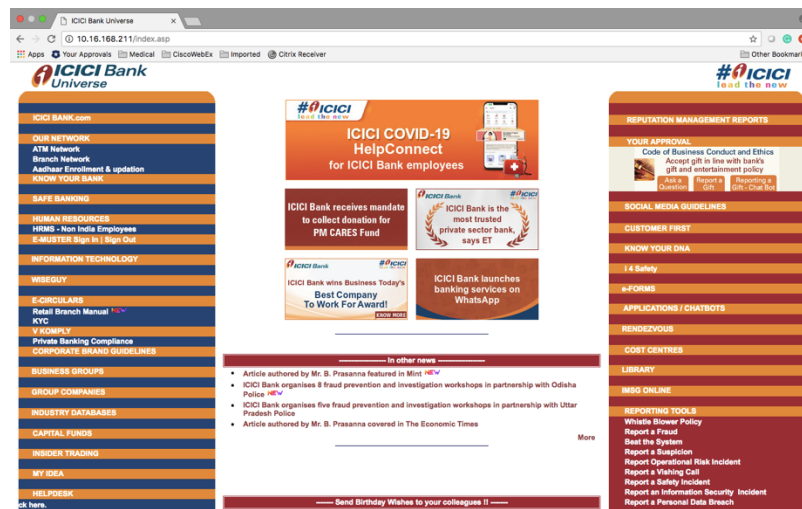 ICICI Bank Universe
10.16.168.211/index.asp
Apps Your Approvals Medical CiscoWebEx Imported Citrix Receiver
Other Bookmar
ICICI Bank
Universe
#ICICI
lead the new
ICICI BANK.com
OUR NETWORK
ATM Network
Branch Network
Aadhaar Enrollment & updation
KNOW YOUR BANK
SAFE BANKING
HUMAN RESOURCES
HRMS - Non India Employees
E-MUSTER Sign In | Sign Out
INFORMATION TECHNOLOGY
WISEGUY
E-CIRCULARS
Retail Branch Manual NEW
KYC
V KOMPLY
Private Banking Compliance
CORPORATE BRAND GUIDELINES
BUSINESS GROUPS
GROUP COMPANIES
INDUSTRY DATABASES
CAPITAL FUNDS
INSIDER TRADING
MY IDEA
HELPDESK
ck here.
#ICICI
lead the new
ICICI COVID-19
HelpConnect
for ICICI Bank employees
ICICI Bank receives mandate
to collect donation for
PM CARES Fund
ICICI Bank #ICICI
ICICI Bank is the
most trusted
private sector bank,
says ET
ICICI Bank #ICICI
ICICI Bank wins Business Today's
Best Company
To Work For Award!
KNOW MORE
ICICI Bank launches
banking services on
WhatsApp
In other news
Article authored by Mr. B. Prasanna featured in Mint NEW
ICICI Bank organises 8 fraud prevention and investigation workshops in partnership with Odisha
Police NEW
ICICI Bank organises five fraud prevention and investigation workshops in partnership with Uttar
Pradesh Police
Article authored by Mr. B. Prasanna covered in The Economic Times
More
Send Birthday Wishes to your colleagues !!
REPUTATION MANAGEMENT REPORTS
YOUR APPROVAL
Code of Business Conduct and Ethics
Accept gift in line with bank's
gift and entertainment policy
Ask a
Question
Report a
Gift
Reporting a
Gift - Chat Bot
SOCIAL MEDIA GUIDELINES
CUSTOMER FIRST
KNOW YOUR DNA
I 4 Safety
e-FORMS
APPLICATIONS / CHATBOTS
RENDEZVOUS
COST CENTRES
LIBRARY
IMSG ONLINE
REPORTING TOOLS
Whistle Blower Policy
Report a Fraud
Beat the System
Report a Suspicion
Report Operational Risk Incident
Report a Vishing Call
Report a Safety Incident
Report an Information Security Incident
Report a Personal Data Breach